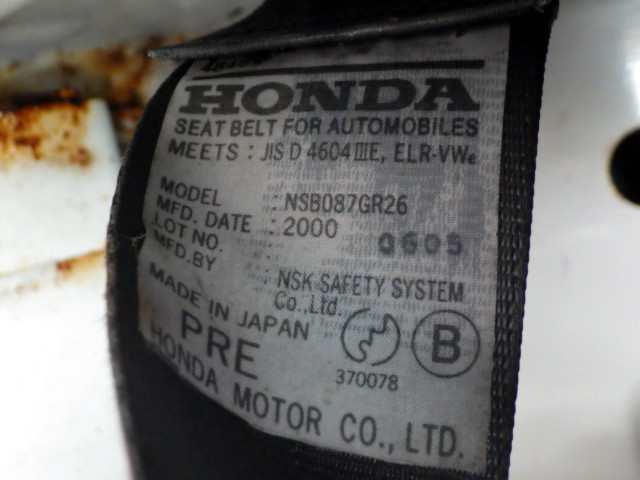 HONDA
SEAT BELT FOR AUTOMOBILES
MEETS : JIS D 4604 IIIE, ELR-VWe
MODEL : NSB087GR26
MFD. DATE : 2000
LOT NO. : 0605
MFD.BY : NSK SAFETY SYSTEM
Co.,Ltd.
MADE IN JAPAN
PRE
B
370078
HONDA MOTOR CO., LTD.